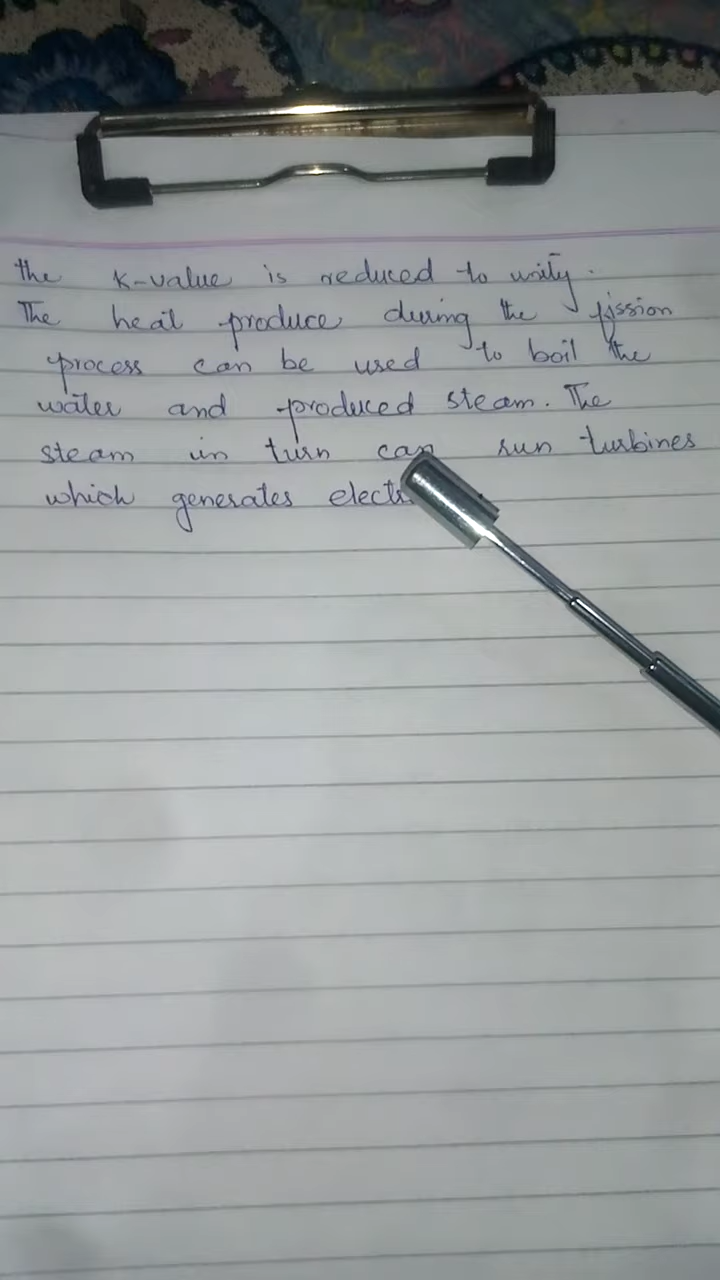 the K-value is reduced to unity.
The heat produce during the fission
process can be used to boil the
water and produced steam. The
steam in turn can run turbines
which generates